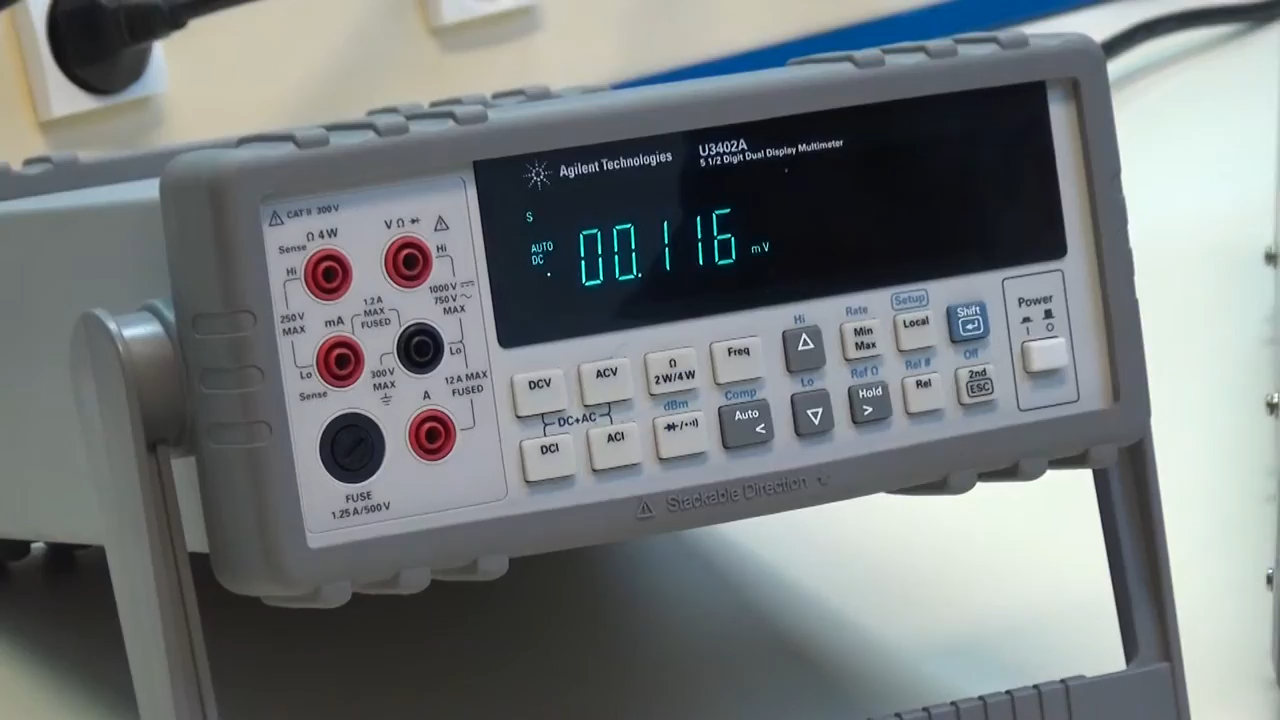 Agilent Technologies
U3402A
5 1/2 Digit Dual Display Multimeter
S
AUTO
DC
00.116 mV
CAT II 300V
Ω 4W
Sense
Hi
V Ω
Hi
250V
MAX
1000V
750V
MAX
1.2A
MAX
FUSED
mA
Lo
Sense
Lo
300V
MAX
12A MAX
FUSED
A
FUSE
1.25A/500V
DCV
ACV
Ω
2W/4W
Freq
Hi
Rate
Min
Max
Setup
Local
Shift
Power
I O
DC+AC
DCI
ACI
dBm
Comp
Auto
<
Lo
Ref Ω
Hold
>
Rel #
Rel
Off
2nd
ESC
Stackable Direction